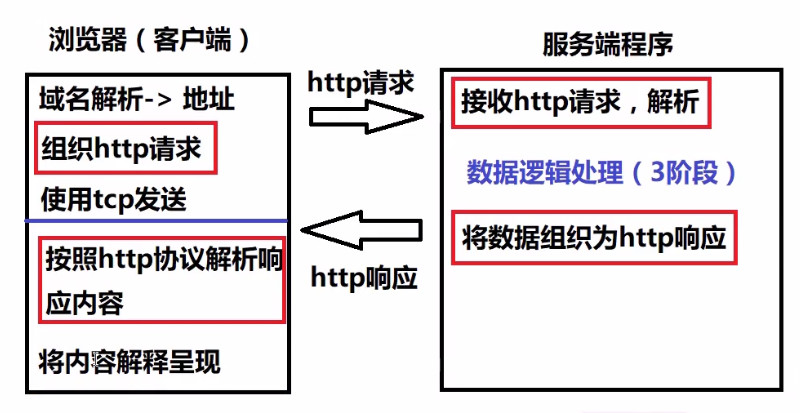 浏览器（客户端）
域名解析-> 地址
组织http请求
使用tcp发送
按照http协议解析响
应内容
将内容解释呈现
http请求
http响应
服务端程序
接收http请求，解析
数据逻辑处理（3阶段）
将数据组织为http响应